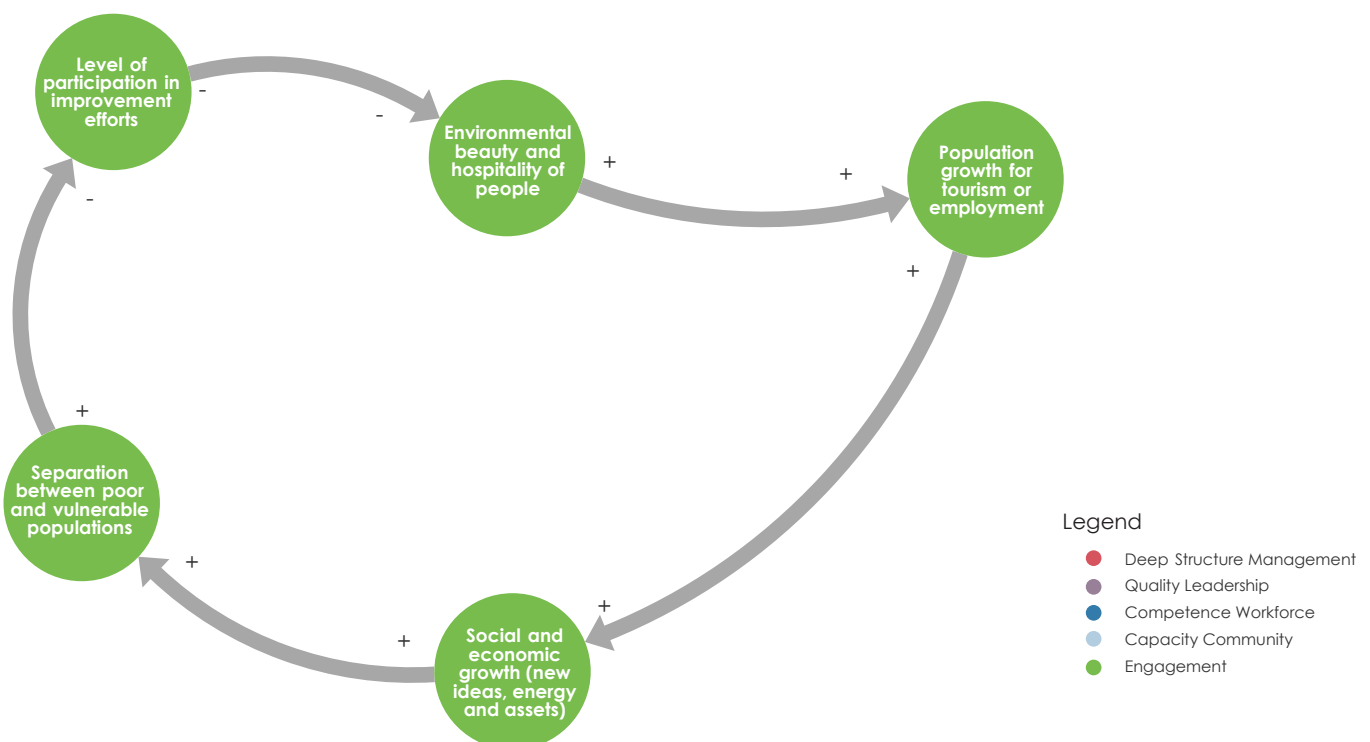 Level of
participation in
improvement
efforts
-
-
Environmental
beauty and
hospitality of
people
+
+
Population
growth for
tourism or
employment
+
+
Social and
economic
growth (new
ideas, energy
and assets)
+
+
Separation
between poor
and vulnerable
populations
+
-
Legend
Deep Structure Management
Quality Leadership
Competence Workforce
Capacity Community
Engagement